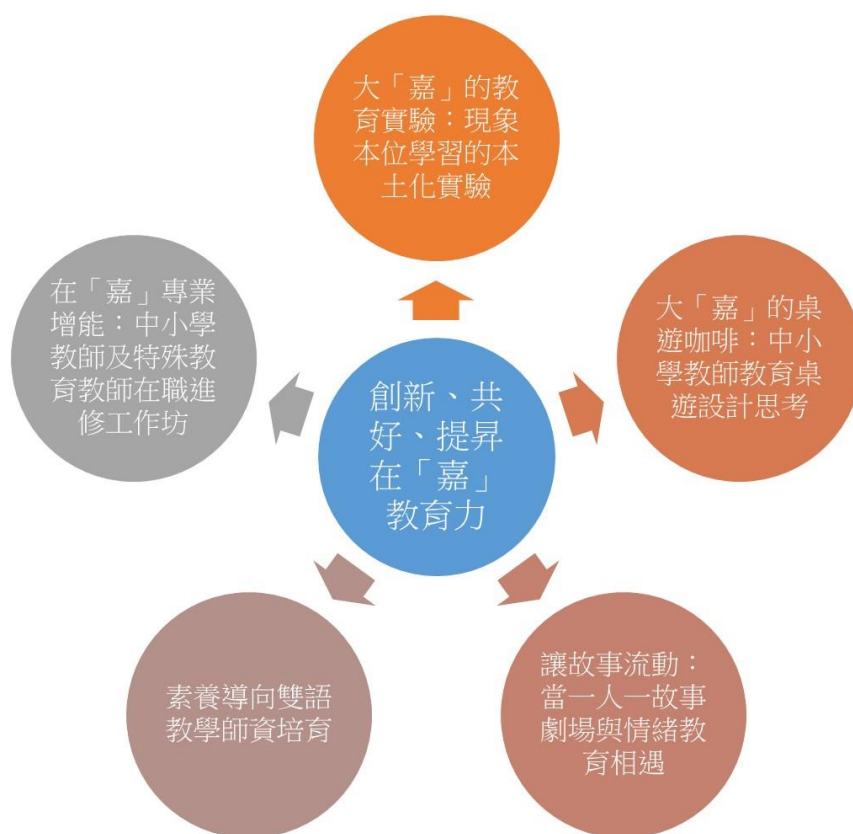 大「嘉」的教
育實驗：現象
本位學習的本
土化實驗
在「嘉」專業
增能：中小學
教師及特殊教
育教師在職進
修工作坊
大「嘉」的桌
遊咖啡：中小
學教師教育桌
遊設計思考
創新、共
好、提昇
在「嘉」
教育力
素養導向雙語
教學師資培育
讓故事流動：
當一人一故事
劇場與情緒教
育相遇